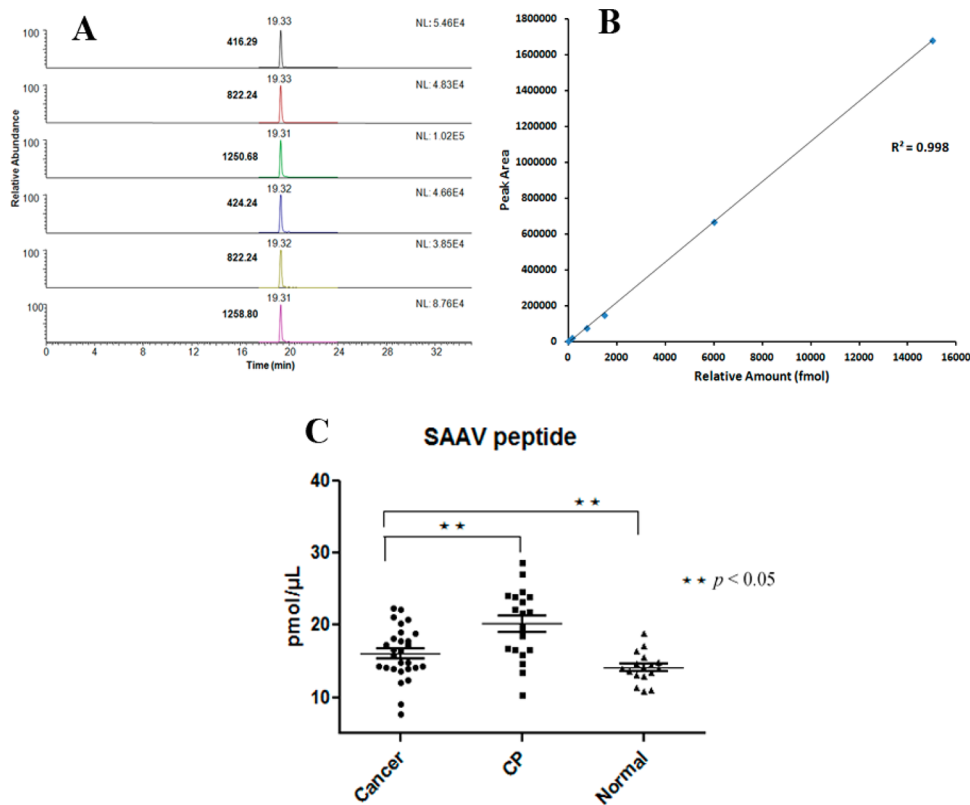 A
Relative Abundance
100
416.29
19.33
NL: 5.46E4
100
822.24
19.33
NL: 4.83E4
100
1250.68
19.31
NL: 1.02E5
100
424.24
19.32
NL: 4.66E4
100
822.24
19.32
NL: 3.85E4
100
1258.80
19.31
NL: 8.76E4
0 4 8 12 16 20 24 28 32
Time (min)
B
Peak Area
1800000
1600000
1400000
1200000
1000000
800000
600000
400000
200000
0
R² = 0.998
0 2000 4000 6000 8000 10000 12000 14000 16000
Relative Amount (fmol)
C
SAAV peptide
pmol/µL
40
30
20
10
★★
★★
★★ p < 0.05
Cancer
CP
Normal